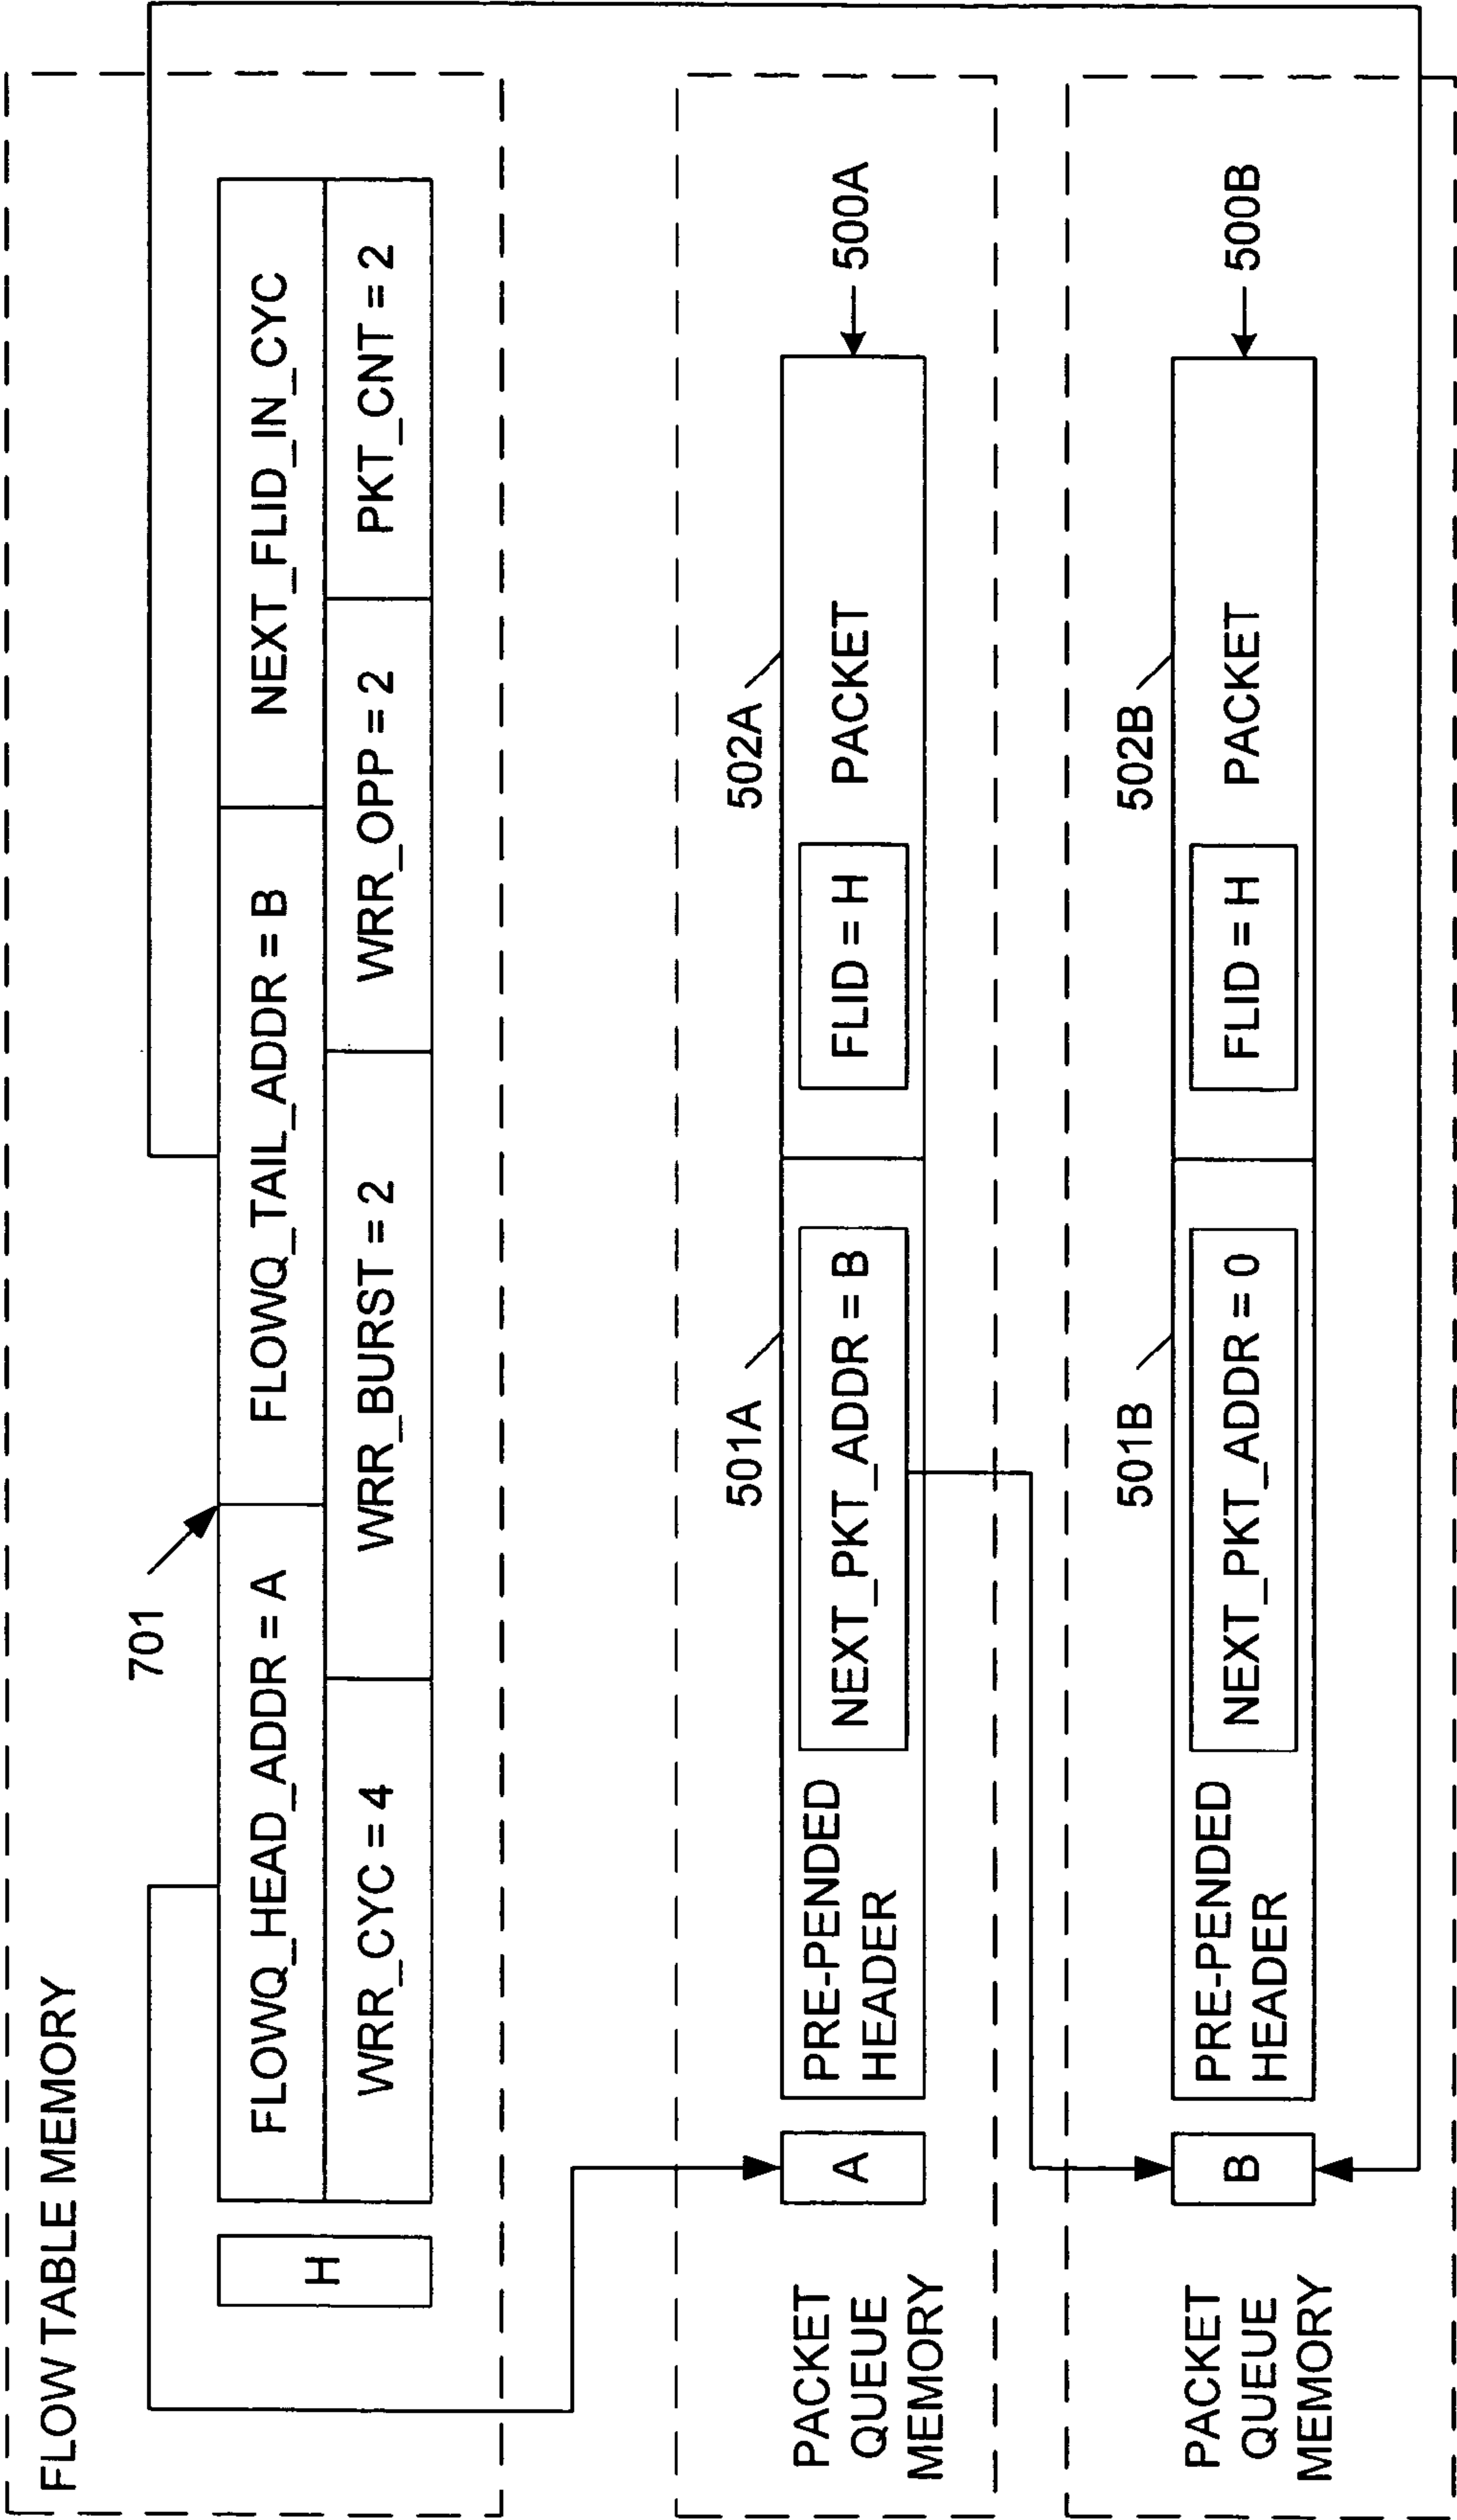 FLOW TABLE MEMORY
701
H
FLOWQ_HEAD_ADDR = A
FLOWQ_TAIL_ADDR = B
NEXT_FLID_IN_CYC
WRR_CYC = 4
WRR_BURST = 2
WRR_OPP = 2
PKT_CNT = 2
PACKET
QUEUE
MEMORY
A
501A
502A
PRE-PENDED
HEADER
NEXT_PKT_ADDR = B
FLID = H
PACKET
500A
PACKET
QUEUE
MEMORY
B
501B
502B
PRE-PENDED
HEADER
NEXT_PKT_ADDR = 0
FLID = H
PACKET
500B